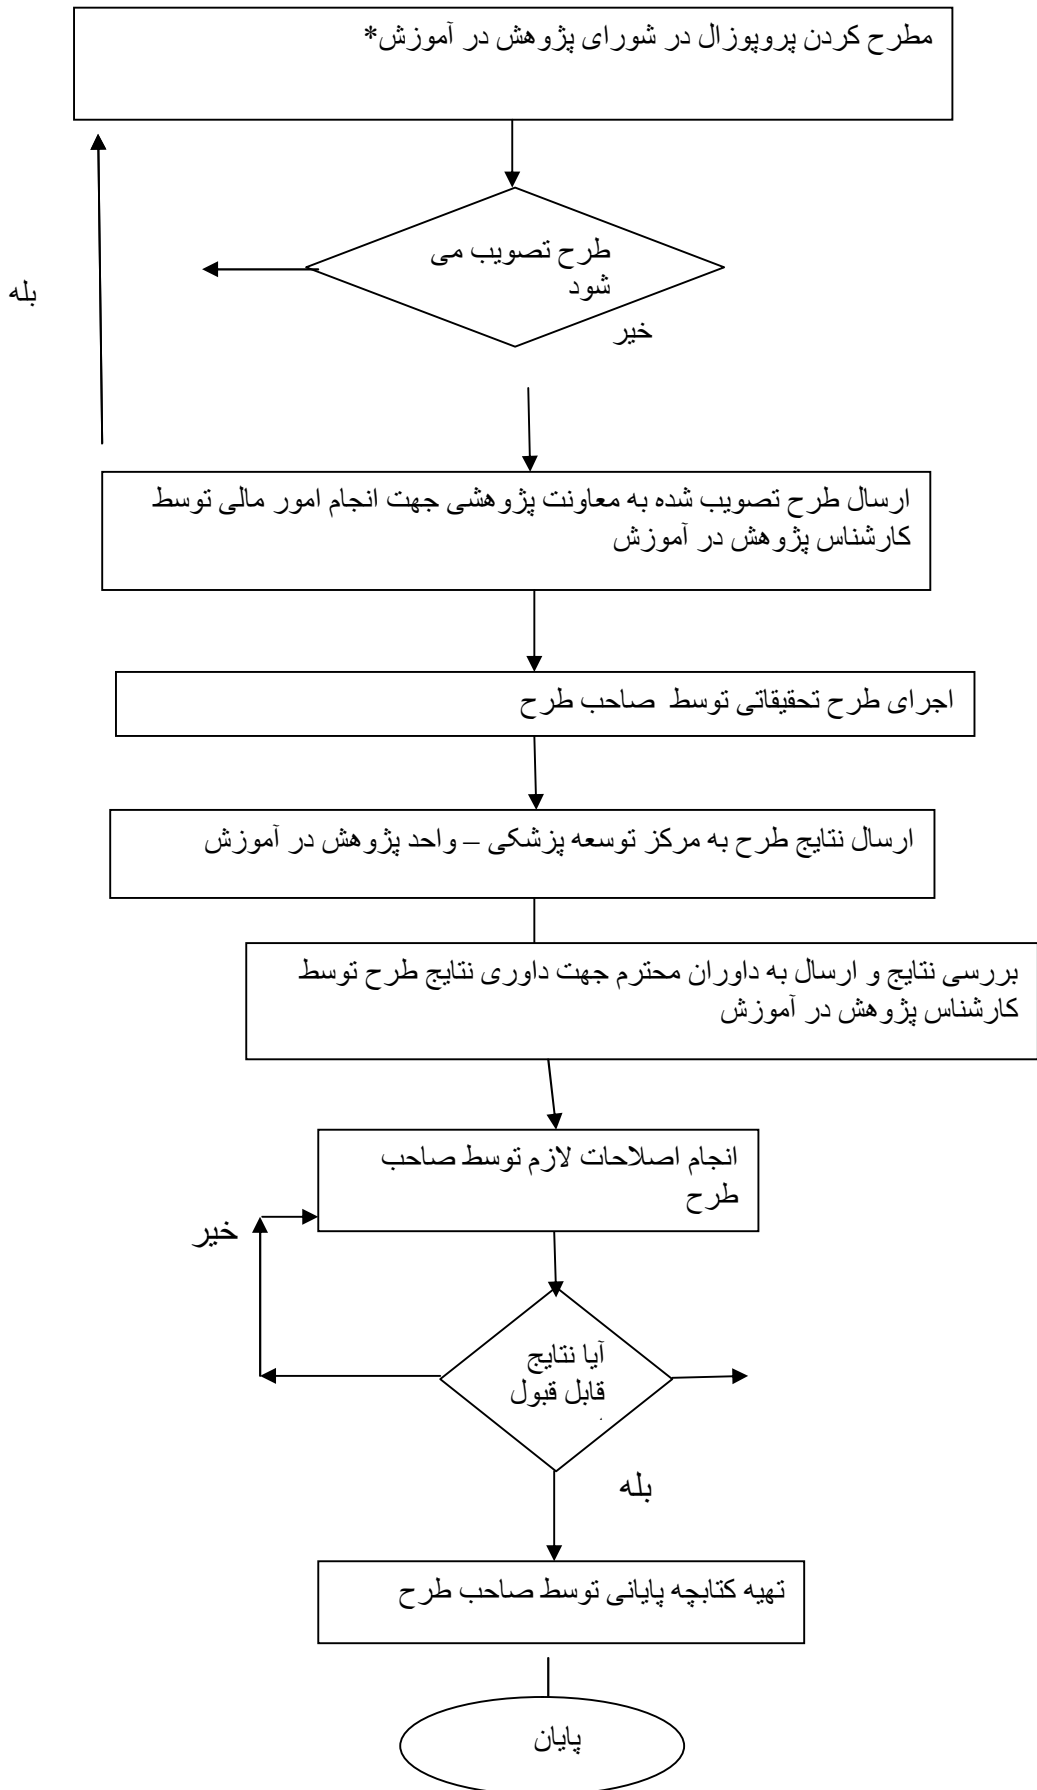 مطرح کردن پروپوزال در شورای پژوهش در آموزش*
طرح تصویب می
شود
بله
خیر
ارسال طرح تصویب شده به معاونت پژوهشی جهت انجام امور مالی توسط
کارشناس پژوهش در آموزش
اجرای طرح تحقیقاتی توسط صاحب طرح
ارسال نتایج طرح به مرکز توسعه پزشکی – واحد پژوهش در آموزش
بررسی نتایج و ارسال به داوران محترم جهت داوری نتایج طرح توسط
کارشناس پژوهش در آموزش
انجام اصلاحات لازم توسط صاحب
طرح
خیر
آیا نتایج
قابل قبول
بله
تهیه کتابچه پایانی توسط صاحب طرح
پایان